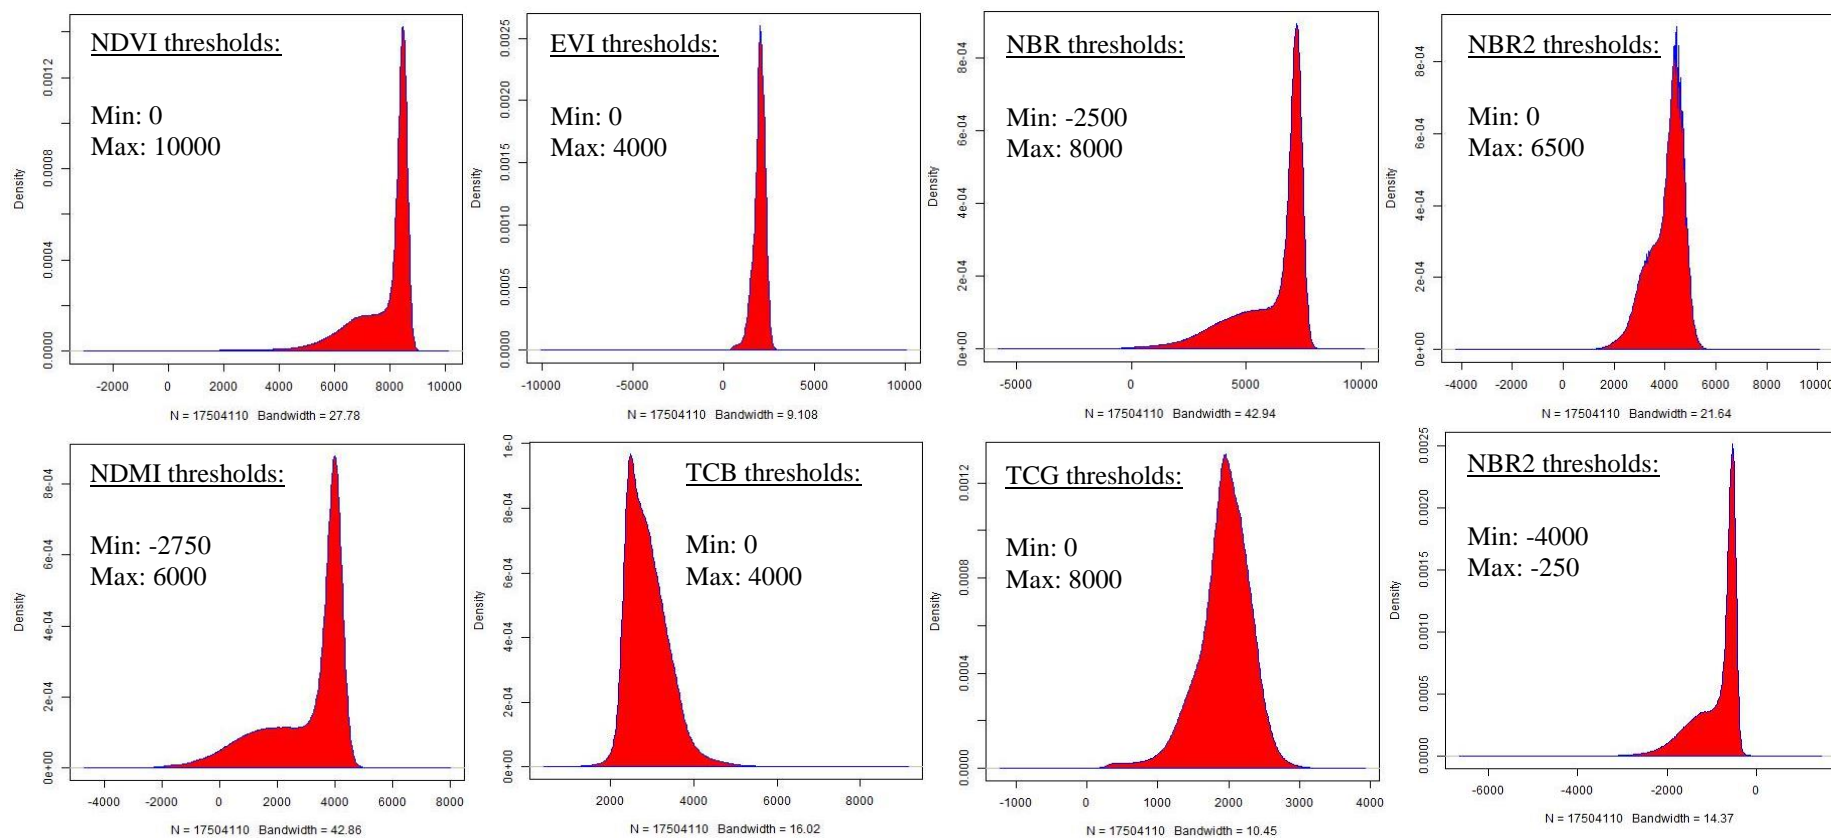 NDVI thresholds:
Min: 0
Max: 10000
Density
0.0000
0.0004
0.0008
0.0012
-2000 0 2000 4000 6000 8000 10000
N = 17504110 Bandwidth = 27.78
EVI thresholds:
Min: 0
Max: 4000
Density
0.0000
0.0005
0.0010
0.0015
0.0020
0.0025
-10000 -5000 0 5000 10000
N = 17504110 Bandwidth = 9.108
NBR thresholds:
Min: -2500
Max: 8000
Density
0e+00
2e-04
4e-04
6e-04
8e-04
-5000 0 5000 10000
N = 17504110 Bandwidth = 42.94
NBR2 thresholds:
Min: 0
Max: 6500
Density
0e+00
2e-04
4e-04
6e-04
8e-04
-4000 -2000 0 2000 4000 6000 8000 10000
N = 17504110 Bandwidth = 21.64
NDMI thresholds:
Min: -2750
Max: 6000
Density
0e+00
2e-04
4e-04
6e-04
8e-04
-4000 -2000 0 2000 4000 6000 8000
N = 17504110 Bandwidth = 42.86
TCB thresholds:
Min: 0
Max: 4000
Density
0e+00
2e-04
4e-04
6e-04
8e-04
1e-0
2000 4000 6000 8000
N = 17504110 Bandwidth = 16.02
TCG thresholds:
Min: 0
Max: 8000
Density
0.0000
0.0004
0.0008
0.0012
-1000 0 1000 2000 3000 4000
N = 17504110 Bandwidth = 10.45
NBR2 thresholds:
Min: -4000
Max: -250
Density
0.0000
0.0005
0.0010
0.0015
0.0020
0.0025
-6000 -4000 -2000 0
N = 17504110 Bandwidth = 14.37